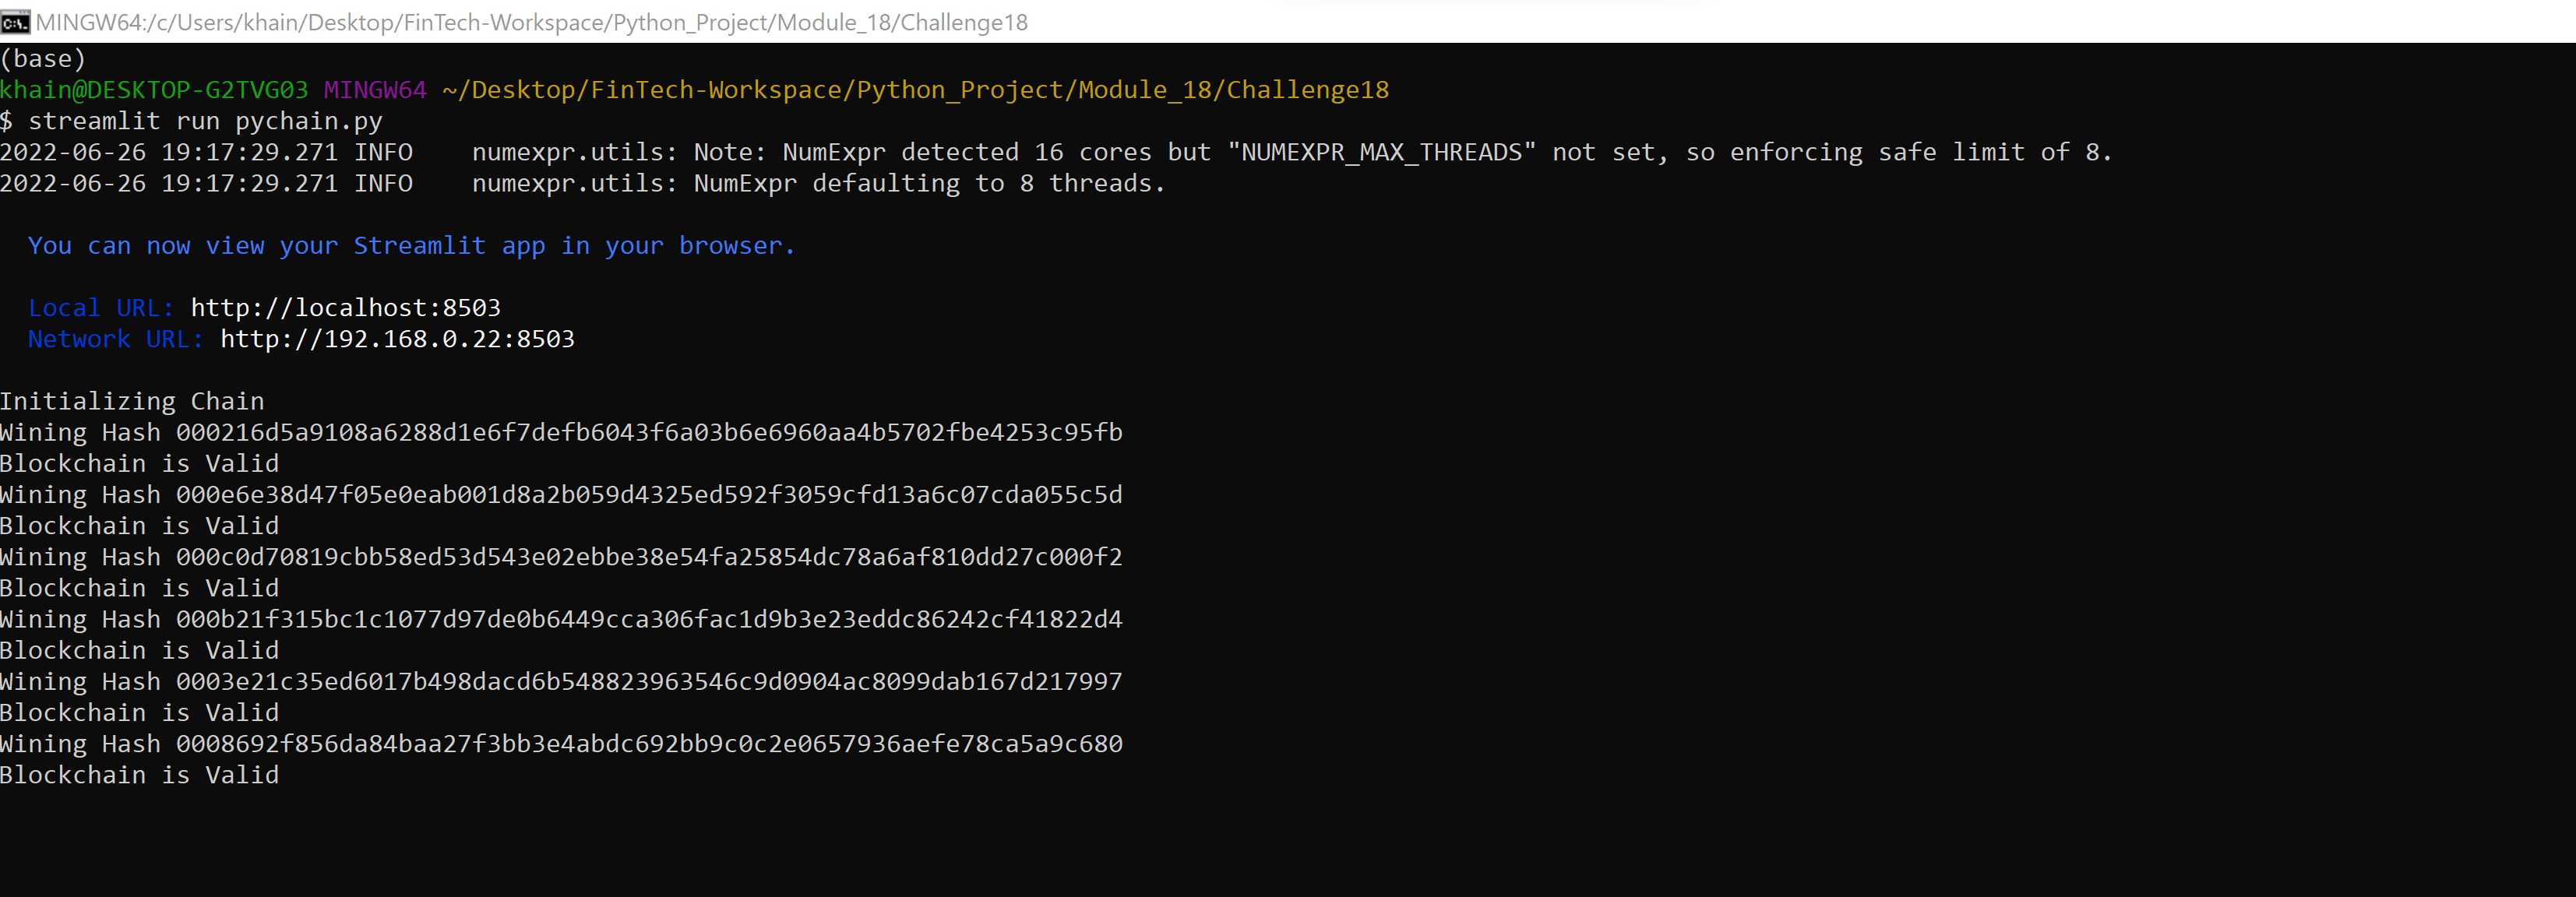 MINGW64:/c/Users/khain/Desktop/FinTech-Workspace/Python_Project/Module_18/Challenge18
(base)
khain@DESKTOP-G2TVG03 MINGW64 ~/Desktop/FinTech-Workspace/Python_Project/Module_18/Challenge18
$ streamlit run pychain.py
2022-06-26 19:17:29.271 INFO    numexpr.utils: Note: NumExpr detected 16 cores but "NUMEXPR_MAX_THREADS" not set, so enforcing safe limit of 8.
2022-06-26 19:17:29.271 INFO    numexpr.utils: NumExpr defaulting to 8 threads.
You can now view your Streamlit app in your browser.
Local URL: http://localhost:8503
Network URL: http://192.168.0.22:8503
Initializing Chain
Wining Hash 000216d5a9108a6288d1e6f7defb6043f6a03b6e6960aa4b5702fbe4253c95fb
Blockchain is Valid
Wining Hash 000e6e38d47f05e0eab001d8a2b059d4325ed592f3059cfd13a6c07cda055c5d
Blockchain is Valid
Wining Hash 000c0d70819cbb58ed53d543e02ebbe38e54fa25854dc78a6af810dd27c000f2
Blockchain is Valid
Wining Hash 000b21f315bc1c1077d97de0b6449cca306fac1d9b3e23eddc86242cf41822d4
Blockchain is Valid
Wining Hash 0003e21c35ed6017b498dacd6b548823963546c9d0904ac8099dab167d217997
Blockchain is Valid
Wining Hash 0008692f856da84baa27f3bb3e4abdc692bb9c0c2e0657936aefe78ca5a9c680
Blockchain is Valid